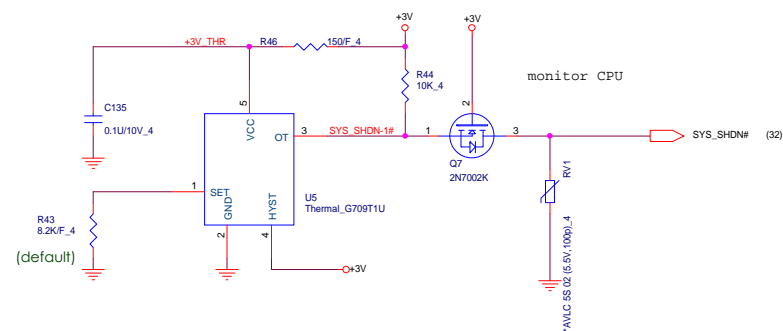 +3V
+3V
+3V_THR
R46
150/F_4
R44
10K_4
monitor CPU
2
C135
0.1U/10V_4
5
VCC
OT
3
SYS_SHDN-1#
1
3
SYS_SHDN#
(32)
Q7
2N7002K
RV1
1
SET
GND
HYST
U5
Thermal_G709T1U
R43
8.2K/F_4
(default)
2
4
+3V
*AVLC 5S 02 (5.5V,100p)_4